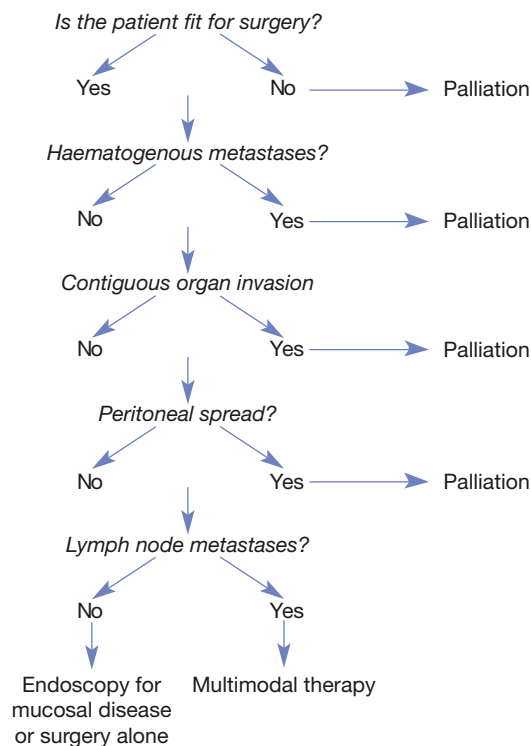 Is the patient fit for surgery?
Yes No Palliation
Haematogenous metastases?
No Yes Palliation
Contiguous organ invasion
No Yes Palliation
Peritoneal spread?
No Yes Palliation
Lymph node metastases?
No Yes
Endoscopy for
mucosal disease
or surgery alone
Multimodal therapy